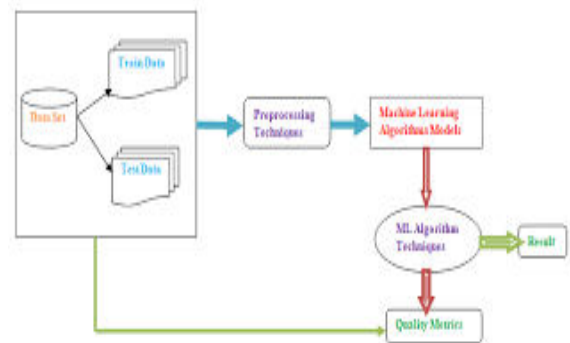 Train Data
Data Set
Test Data
Preprocessing
Techniques
Machine Learning
Algorithms Models
ML Algorithm
Techniques
Result
Quality Metrics